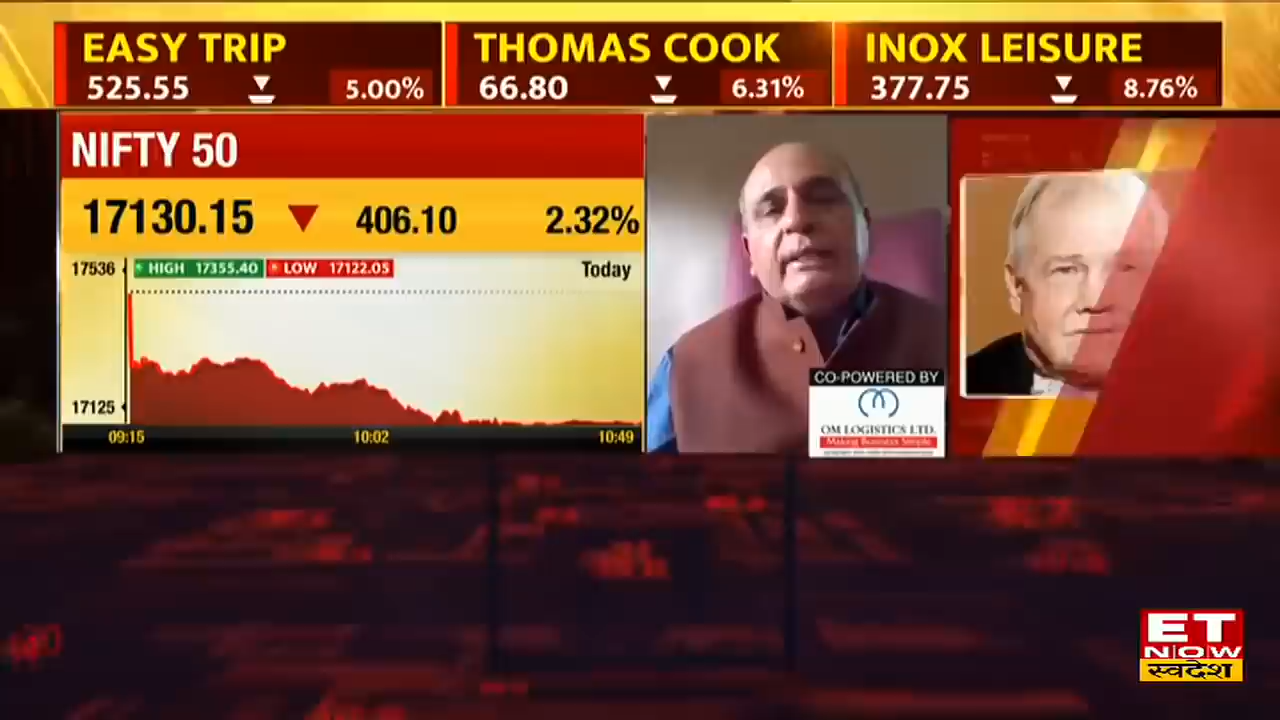 EASY TRIP
525.55 5.00%
THOMAS COOK
66.80 6.31%
INOX LEISURE
377.75 8.76%
NIFTY 50
17130.15 406.10 2.32%
17536 HIGH 17355.40 LOW 17122.05 Today
17125
09:15 10:02 10:49
CO-POWERED BY
OM LOGISTICS LTD.
Making Business Simple
ET
NOW
स्वदेश